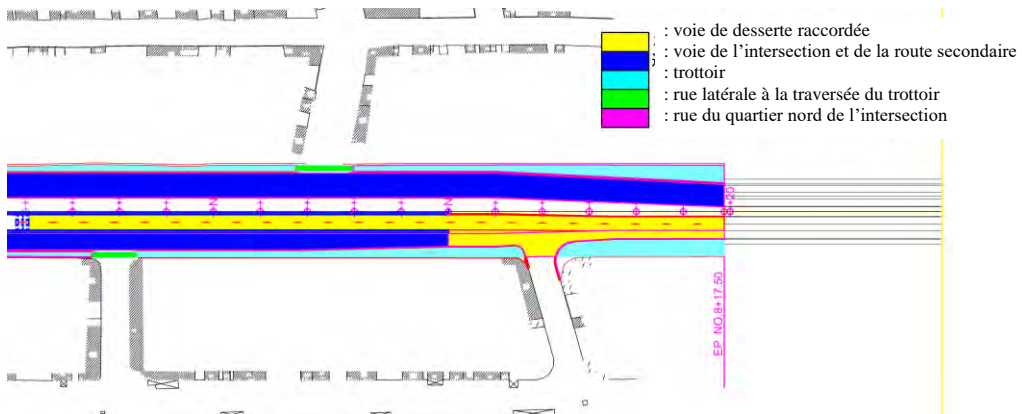 : voie de desserte raccordée
: voie de l’intersection et de la route secondaire
: trottoir
: rue latérale à la traversée du trottoir
: rue du quartier nord de l’intersection
+20
EP NO.8+17.50